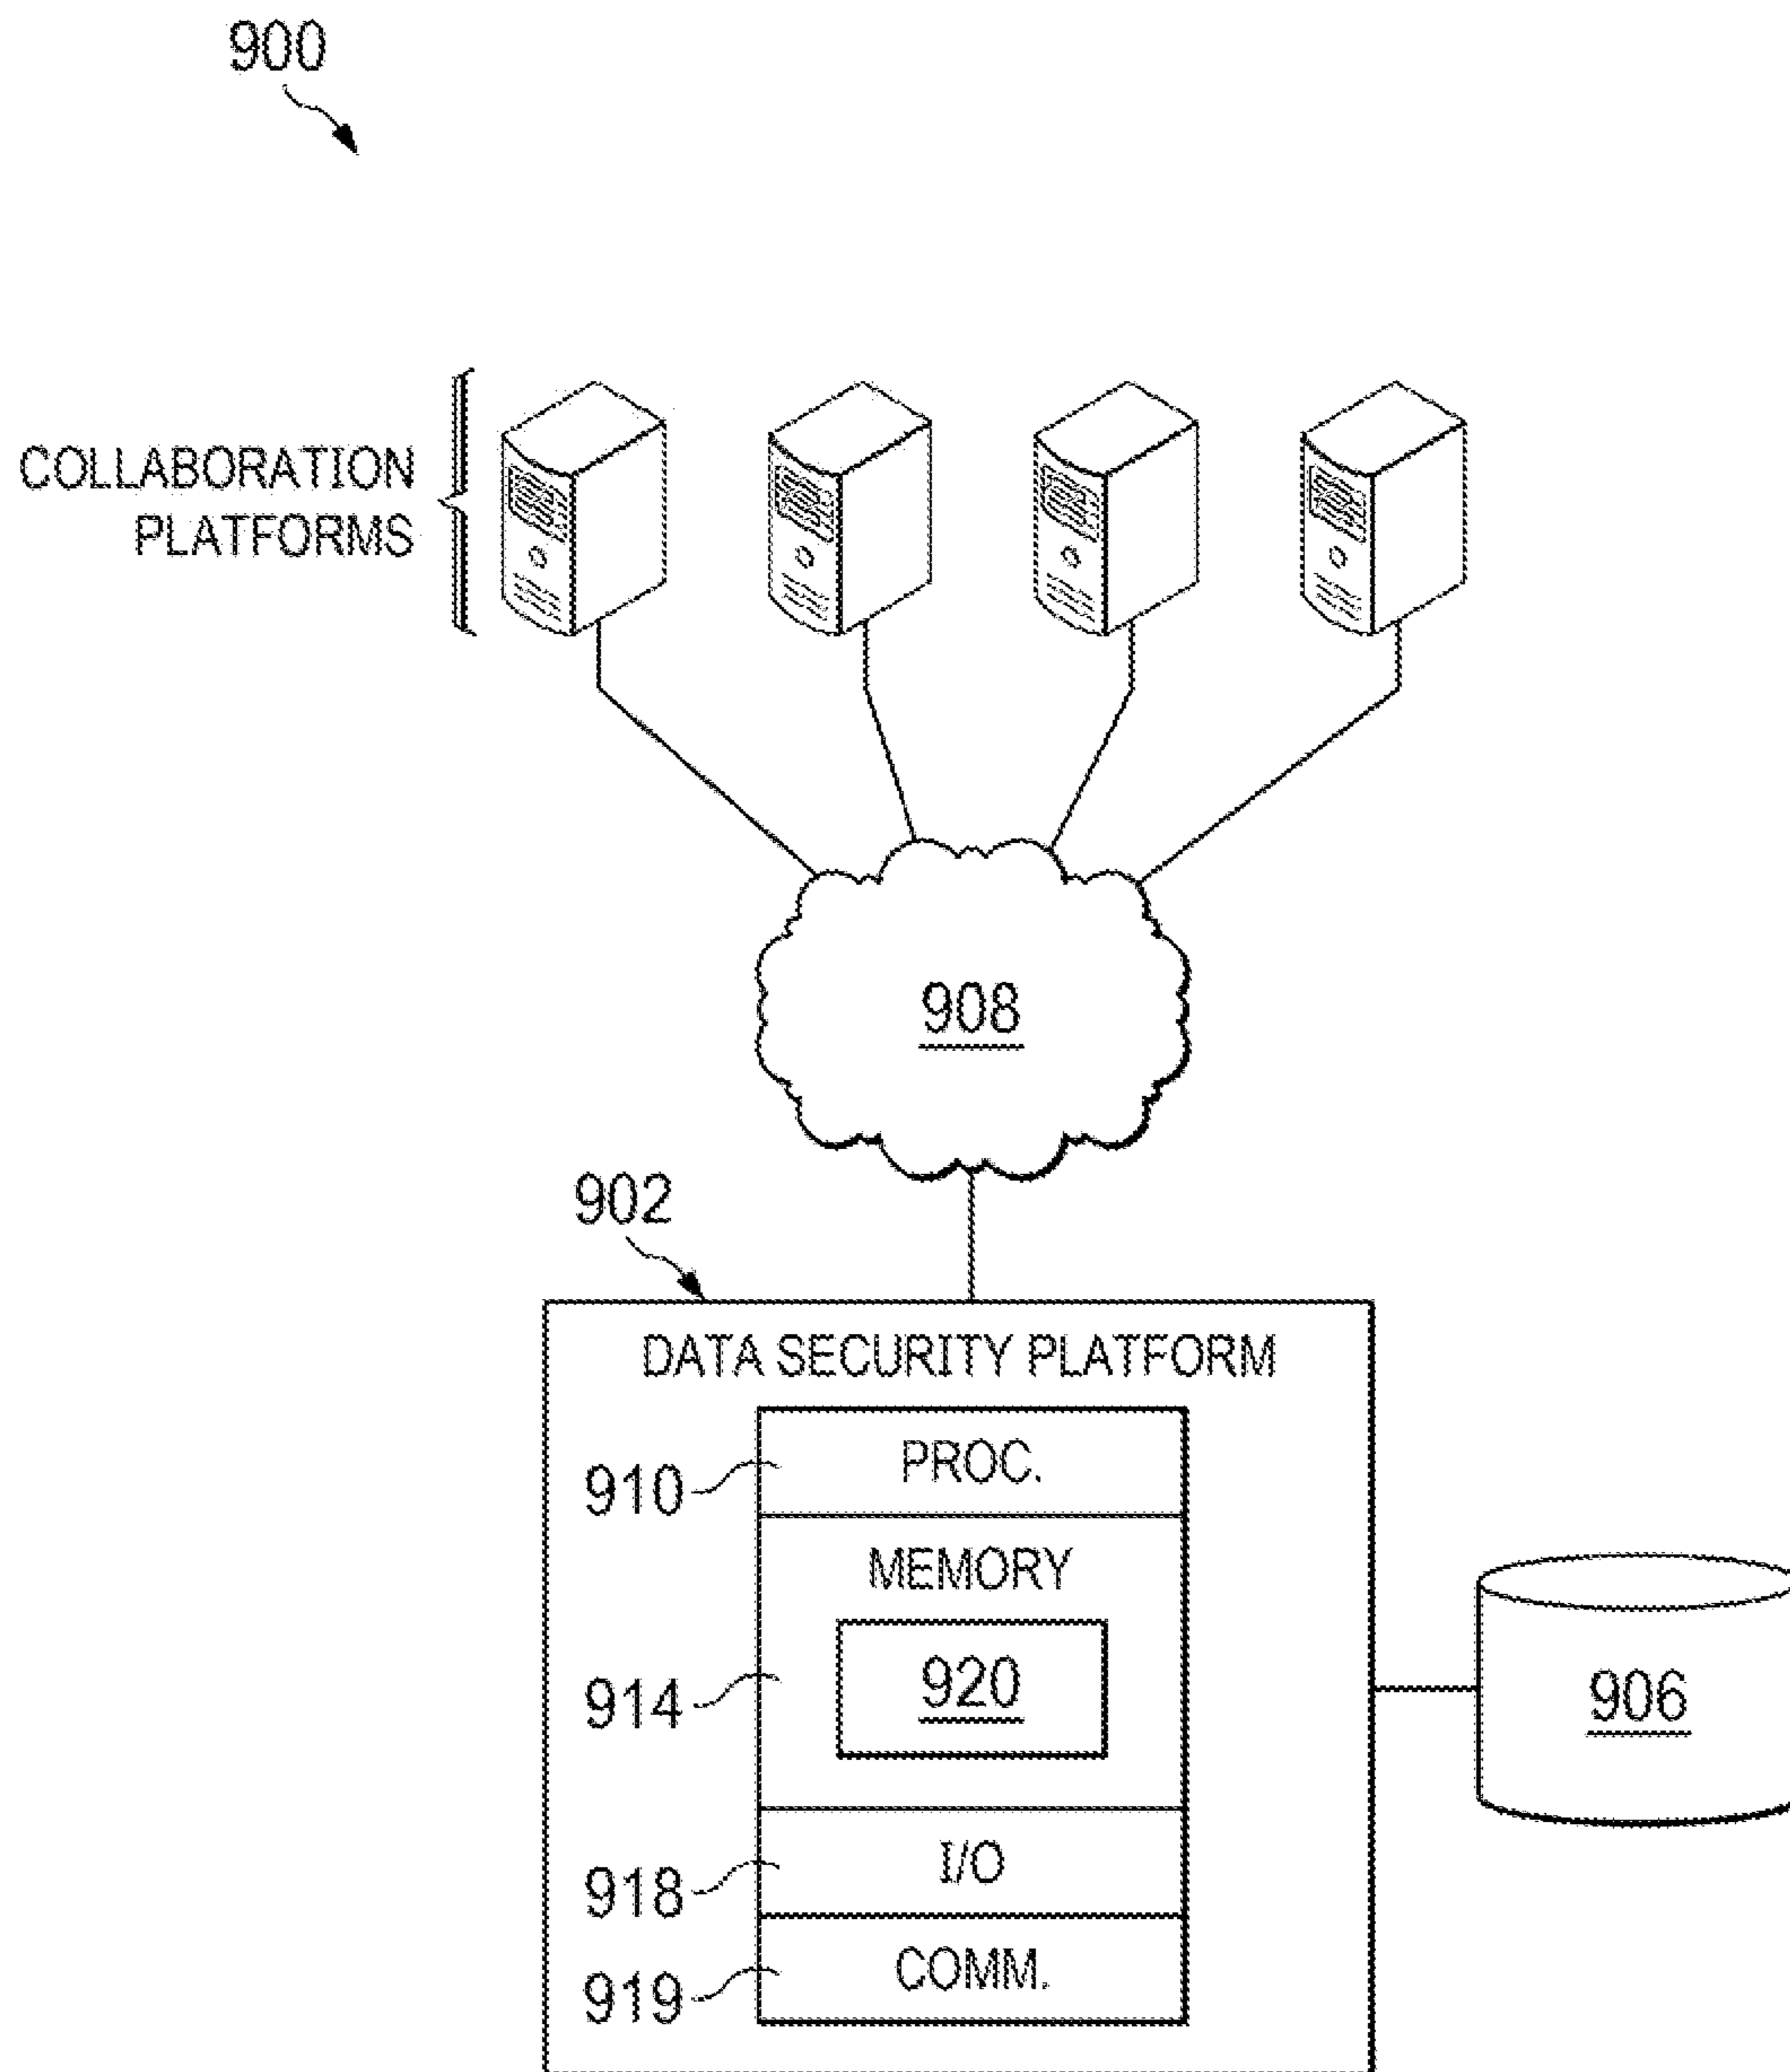 900
COLLABORATION
PLATFORMS
908
902
DATA SECURITY PLATFORM
910
PROC.
MEMORY
914
920
906
918
I/O
919
COMM.